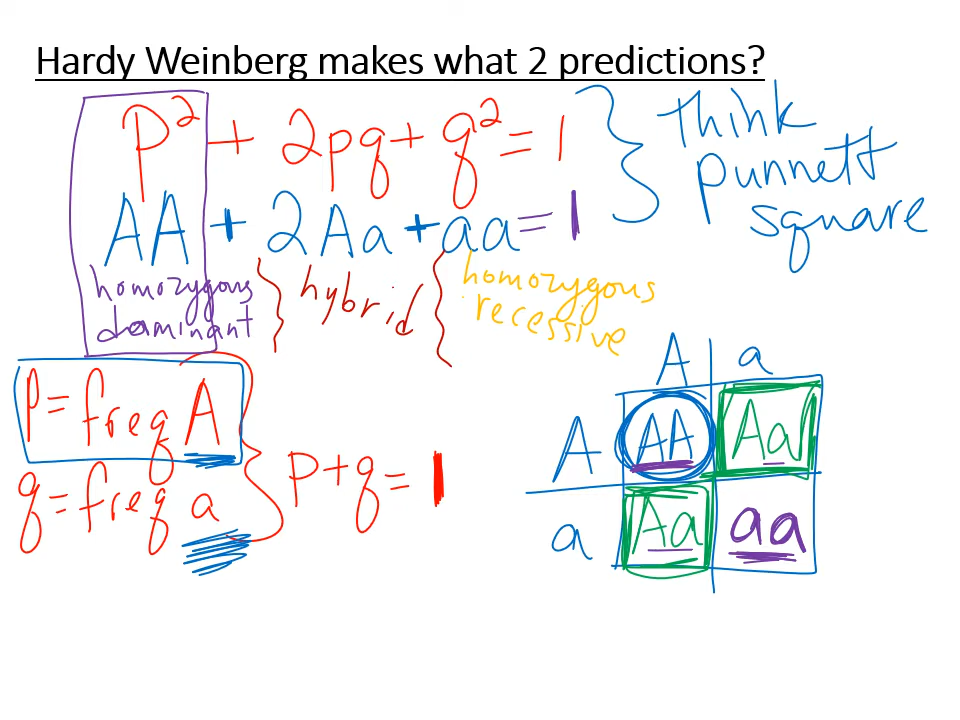 Hardy Weinberg makes what 2 predictions?
p² + 2pq + q² = 1
AA + 2Aa + aa = 1
think
punnett
square
homozygous
dominant
hybrid
homozygous
recessive
p = freq A
q = freq a
p + q = 1
A a
A AA Aa
a Aa aa